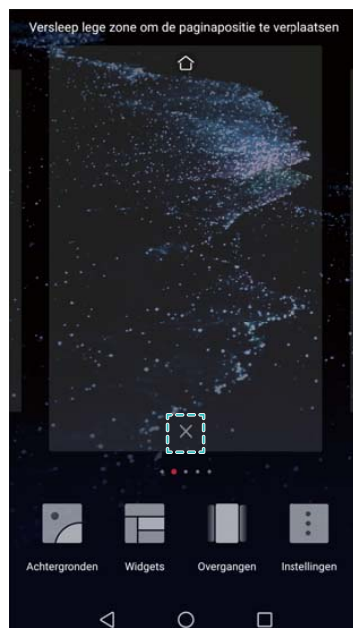 Versleep lege zone om de paginapositie te verplaatsen
Achtergronden Widgets Overgangen Instellingen